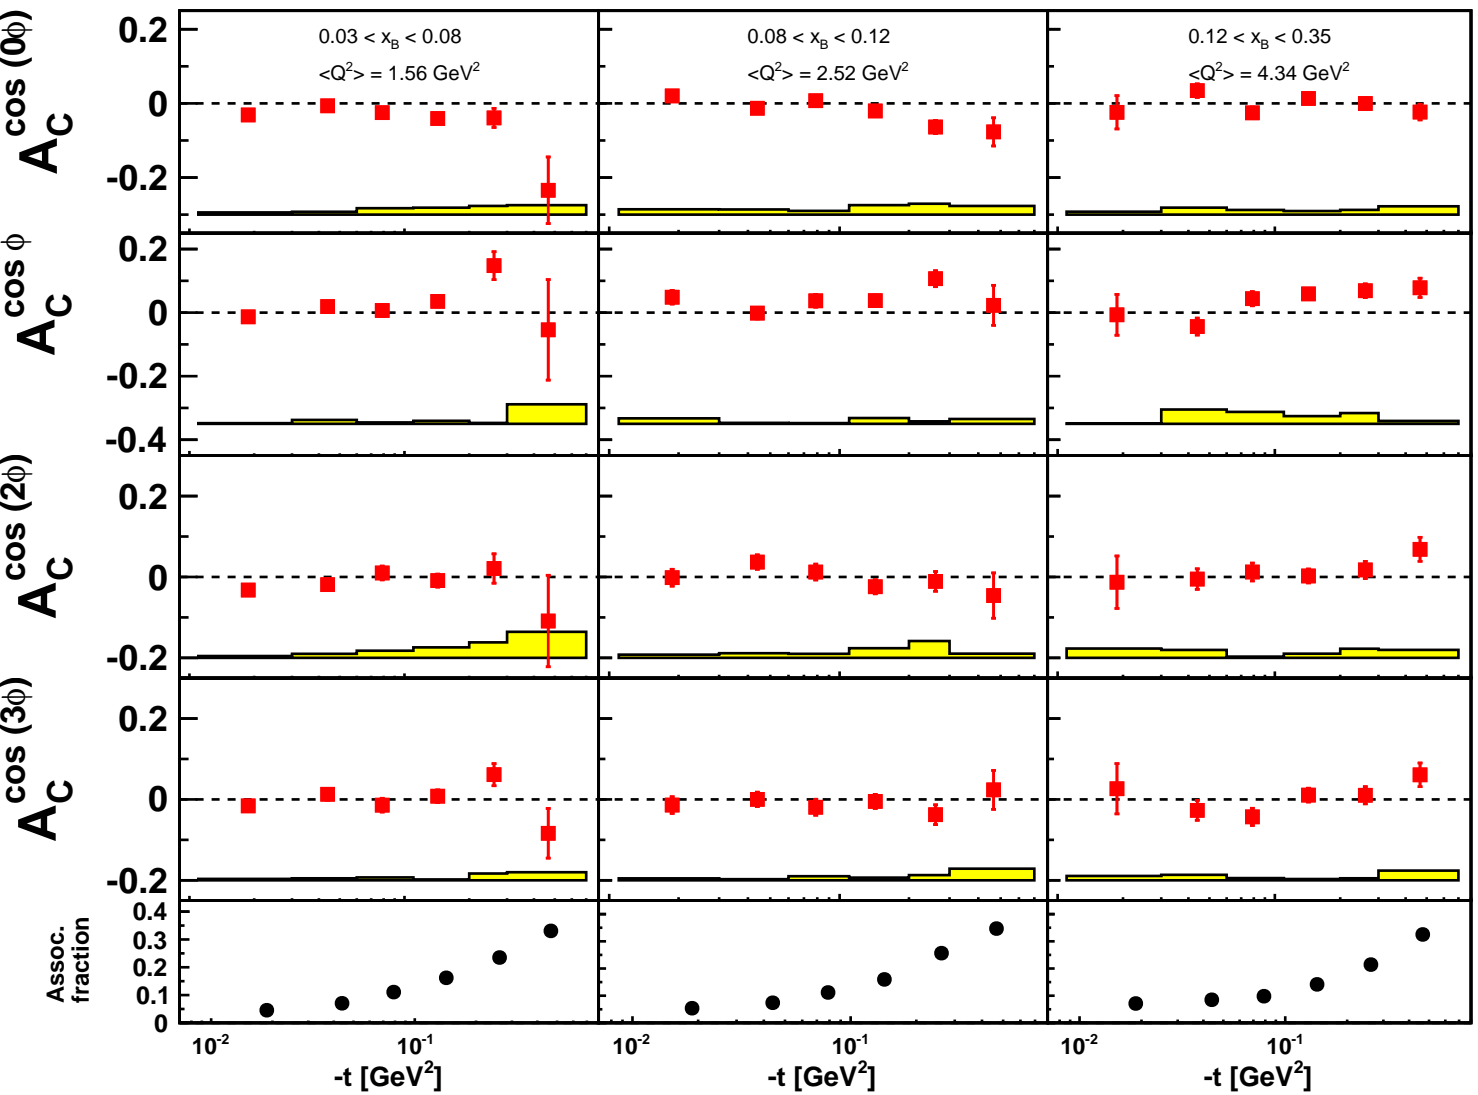 A_C^cos (0φ)
0.2
0
-0.2
0.03 < x_B < 0.08
<Q²> = 1.56 GeV²
0.08 < x_B < 0.12
<Q²> = 2.52 GeV²
0.12 < x_B < 0.35
<Q²> = 4.34 GeV²
A_C^cos φ
0.2
0
-0.2
-0.4
A_C^cos (2φ)
0.2
0
-0.2
A_C^cos (3φ)
0.2
0
-0.2
Assoc.
fraction
0.4
0.3
0.2
0.1
0
10⁻² 10⁻¹ 10⁻² 10⁻¹ 10⁻² 10⁻¹
-t [GeV²] -t [GeV²] -t [GeV²]